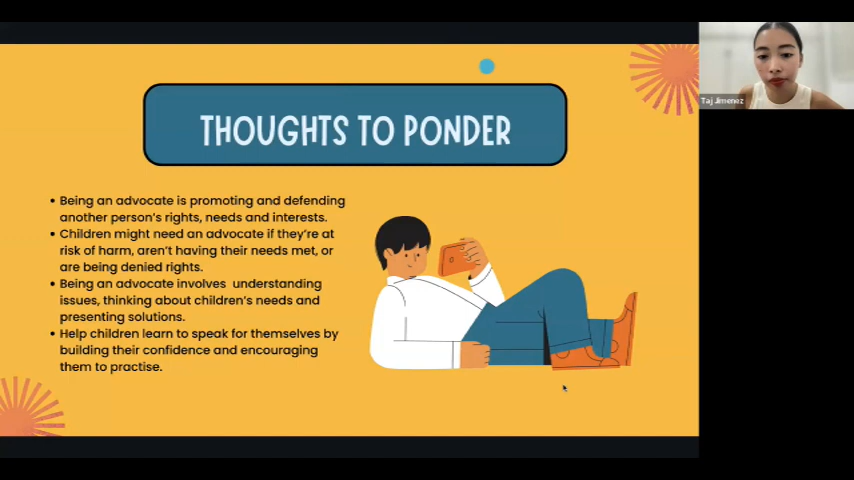 THOUGHTS TO PONDER
Taj Jimenez
• Being an advocate is promoting and defending
another person's rights, needs and interests.
• Children might need an advocate if they're at
risk of harm, aren't having their needs met, or
are being denied rights.
• Being an advocate involves understanding
issues, thinking about children's needs and
presenting solutions.
• Help children learn to speak for themselves by
building their confidence and encouraging
them to practise.